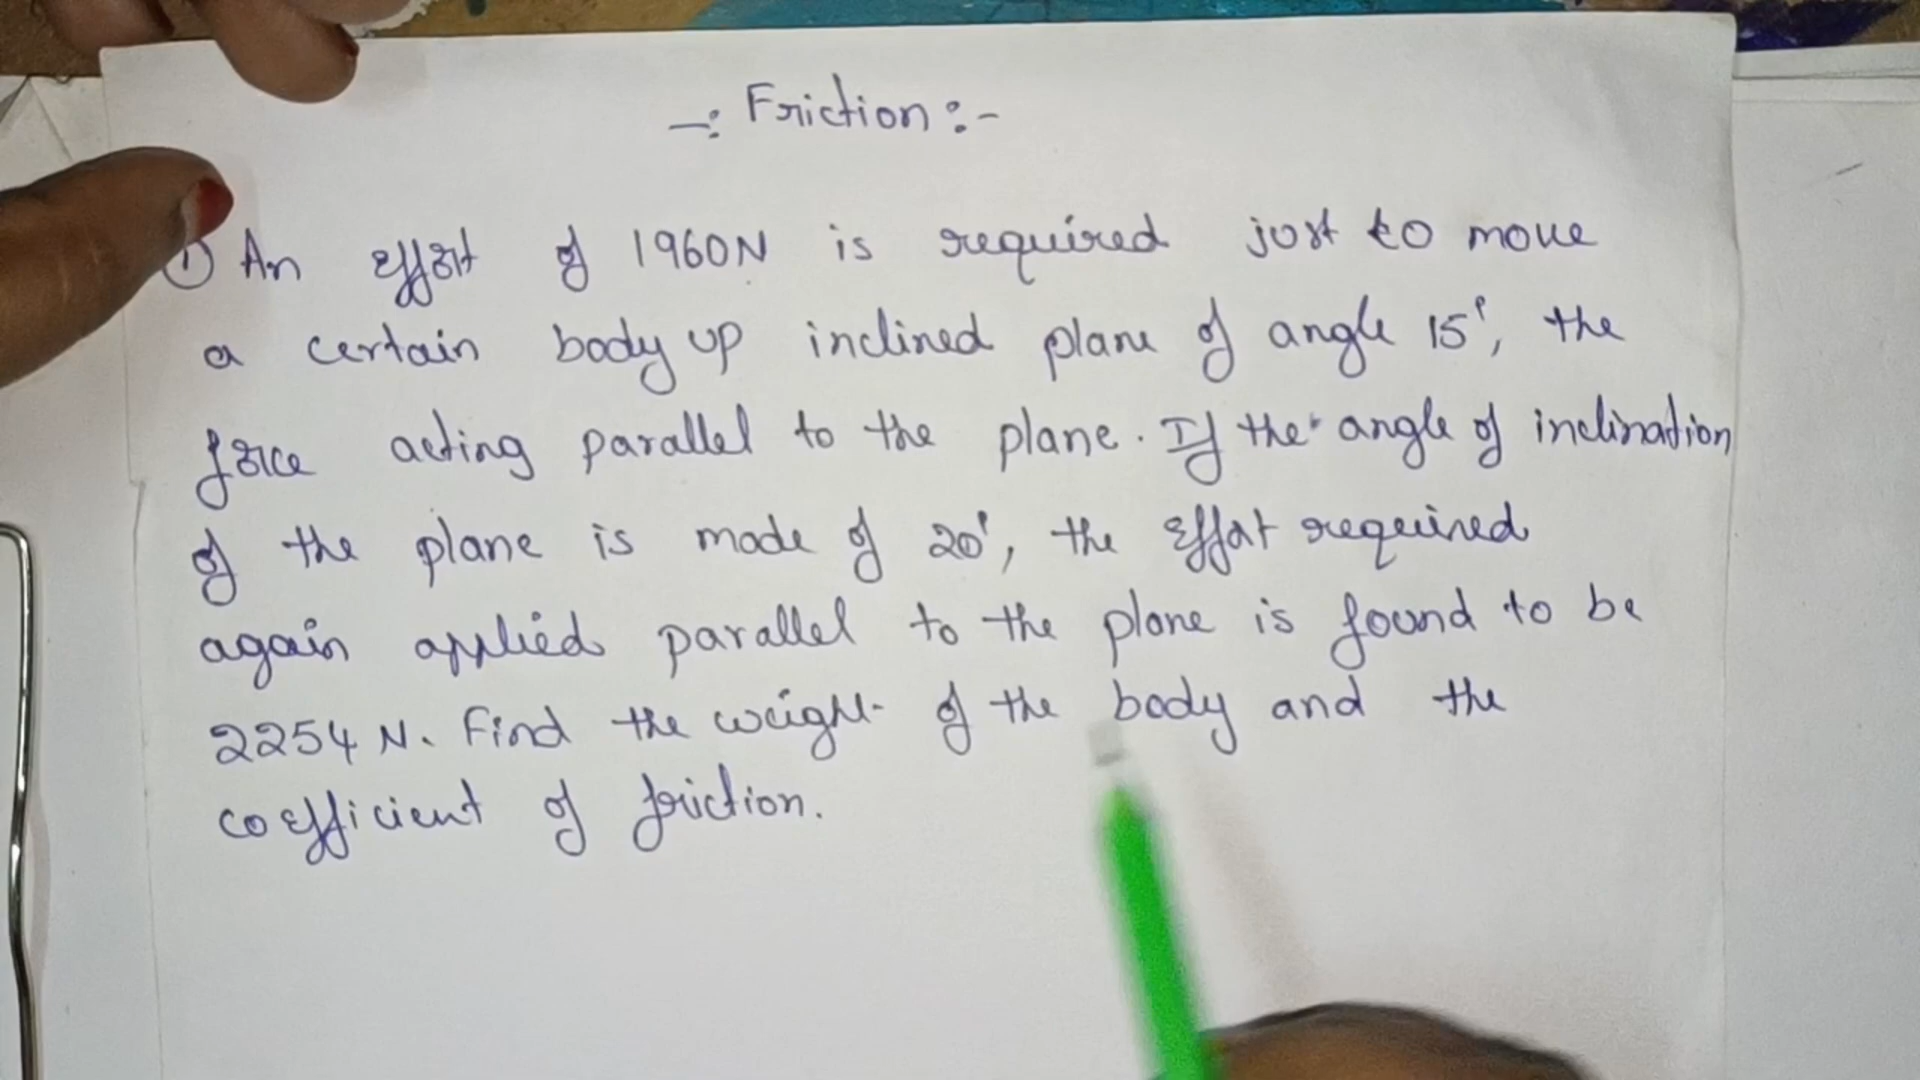 -: Friction :-
① An effort of 1960N is required just to move
a certain body up inclined plane of angle 15°, the
force acting parallel to the plane. If the angle of inclination
of the plane is made of 20°, the effort required
again applied parallel to the plane is found to be
2254 N. Find the weight of the body and the
coefficient of friction.